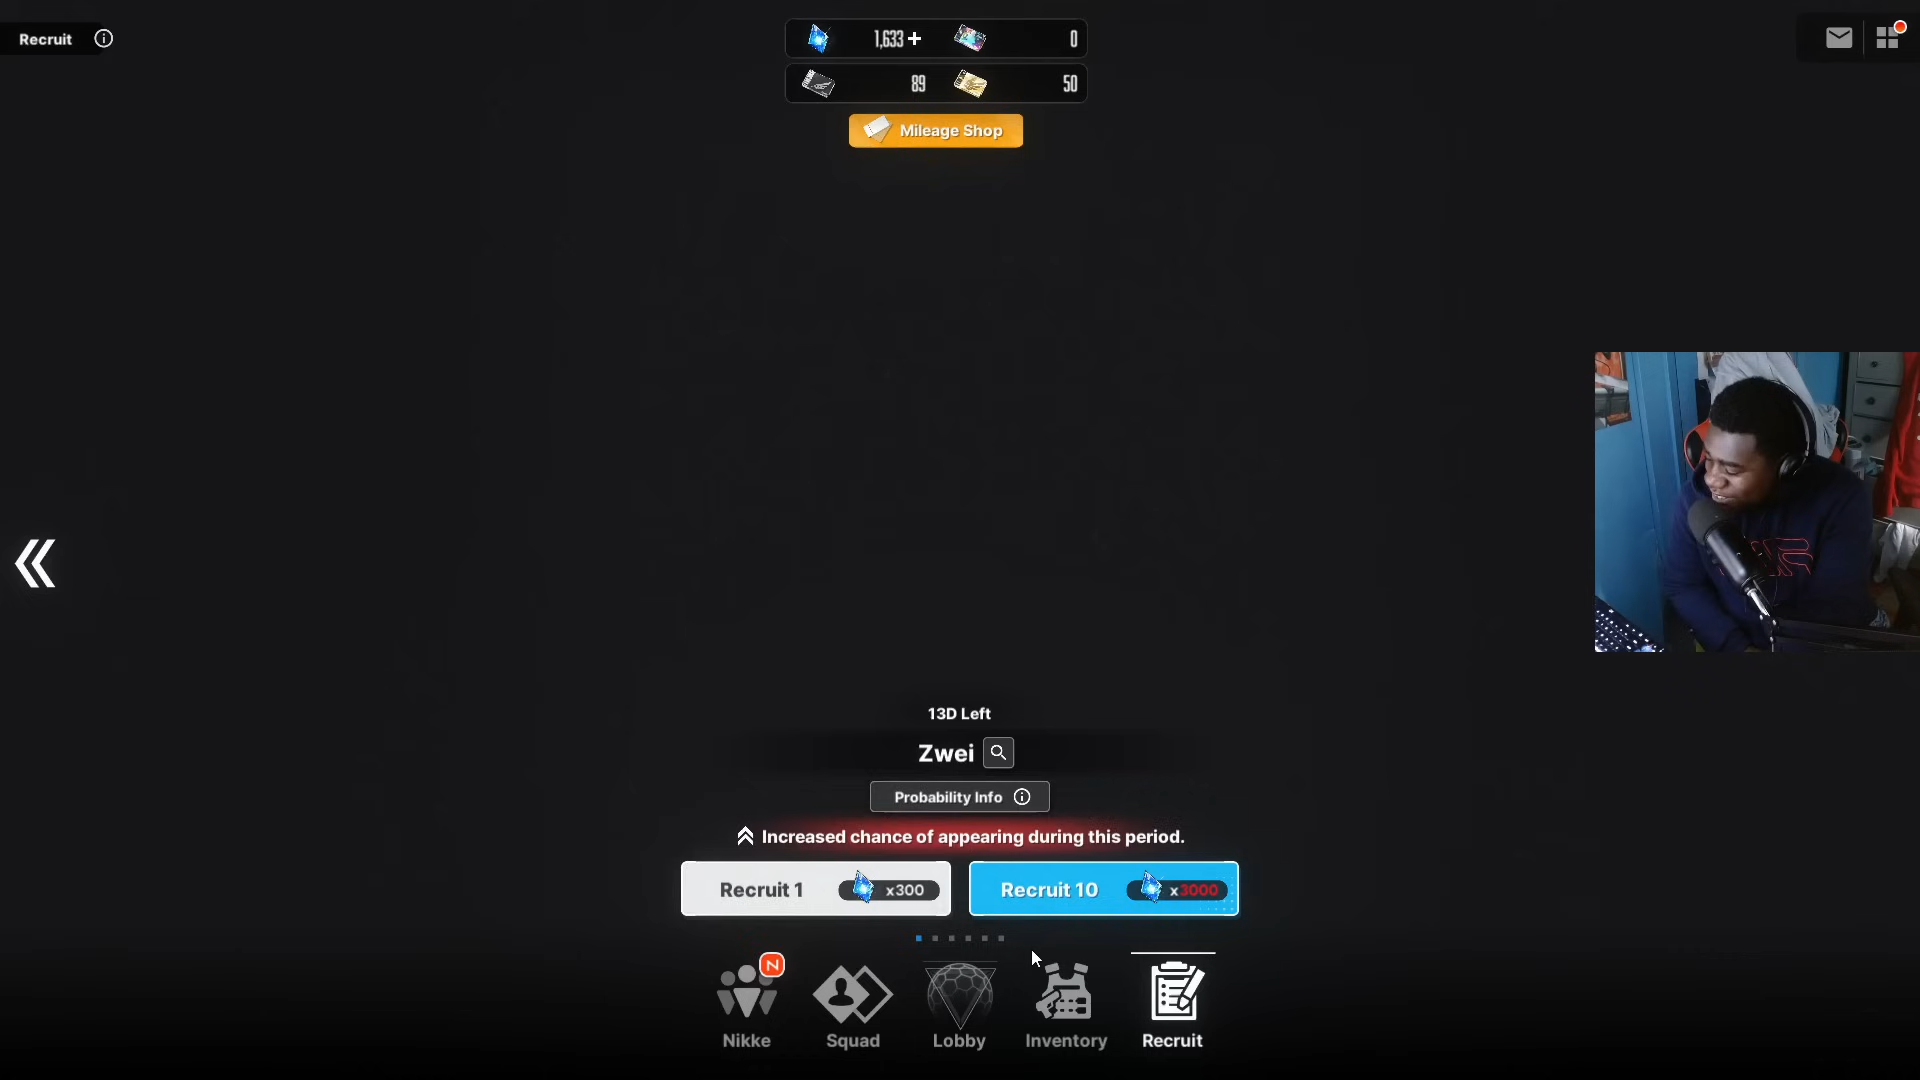 Recruit
1,633 + 0
89 50
Mileage Shop
13D Left
Zwei
Probability Info
Increased chance of appearing during this period.
Recruit 1 x300
Recruit 10 x3000
N
Nikke
Squad
Lobby
Inventory
Recruit